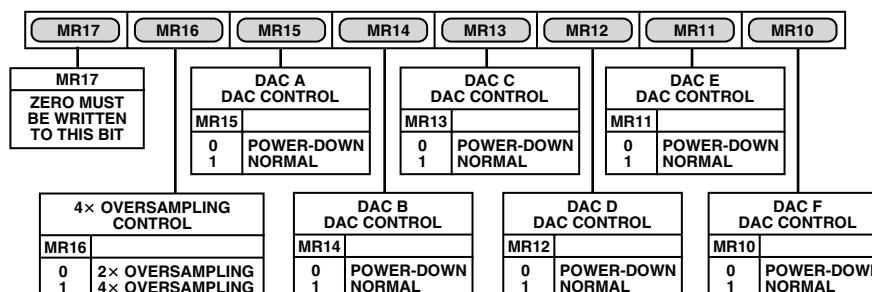 MR17 MR16 MR15 MR14 MR13 MR12 MR11 MR10
MR17
ZERO MUST
BE WRITTEN
TO THIS BIT
DAC A
DAC CONTROL
MR15
0 POWER-DOWN
1 NORMAL
DAC C
DAC CONTROL
MR13
0 POWER-DOWN
1 NORMAL
DAC E
DAC CONTROL
MR11
0 POWER-DOWN
1 NORMAL
4× OVERSAMPLING
CONTROL
MR16
0 2× OVERSAMPLING
1 4× OVERSAMPLING
DAC B
DAC CONTROL
MR14
0 POWER-DOWN
1 NORMAL
DAC D
DAC CONTROL
MR12
0 POWER-DOWN
1 NORMAL
DAC F
DAC CONTROL
MR10
0 POWER-DOWN
1 NORMAL